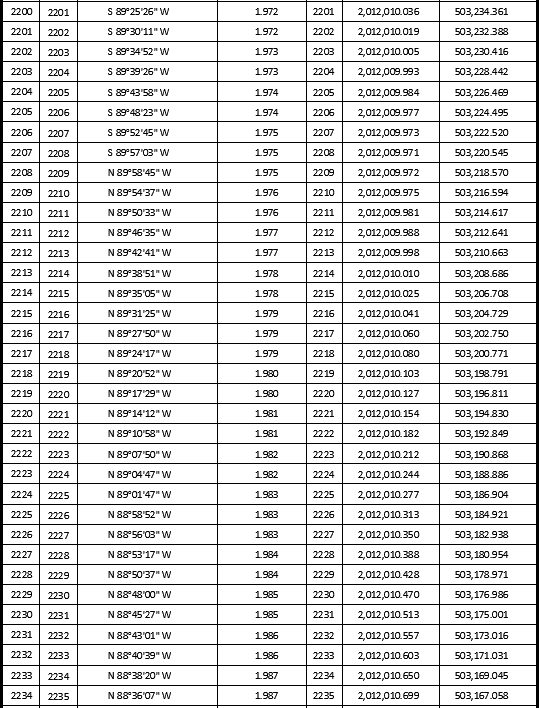 2200 2201 S 89°25'26" W 1.972 2201 2,012,010.036 503,234.361
2201 2202 S 89°30'11" W 1.972 2202 2,012,010.019 503,232.388
2202 2203 S 89°34'52" W 1.973 2203 2,012,010.005 503,230.416
2203 2204 S 89°39'26" W 1.973 2204 2,012,009.993 503,228.442
2204 2205 S 89°43'58" W 1.974 2205 2,012,009.984 503,226.469
2205 2206 S 89°48'23" W 1.974 2206 2,012,009.977 503,224.495
2206 2207 S 89°52'45" W 1.975 2207 2,012,009.973 503,222.520
2207 2208 S 89°57'03" W 1.975 2208 2,012,009.971 503,220.545
2208 2209 N 89°58'45" W 1.975 2209 2,012,009.972 503,218.570
2209 2210 N 89°54'37" W 1.976 2210 2,012,009.975 503,216.594
2210 2211 N 89°50'33" W 1.976 2211 2,012,009.981 503,214.617
2211 2212 N 89°46'35" W 1.977 2212 2,012,009.988 503,212.641
2212 2213 N 89°42'41" W 1.977 2213 2,012,009.998 503,210.663
2213 2214 N 89°38'51" W 1.978 2214 2,012,010.010 503,208.686
2214 2215 N 89°35'05" W 1.978 2215 2,012,010.025 503,206.708
2215 2216 N 89°31'25" W 1.979 2216 2,012,010.041 503,204.729
2216 2217 N 89°27'50" W 1.979 2217 2,012,010.060 503,202.750
2217 2218 N 89°24'17" W 1.979 2218 2,012,010.080 503,200.771
2218 2219 N 89°20'52" W 1.980 2219 2,012,010.103 503,198.791
2219 2220 N 89°17'29" W 1.980 2220 2,012,010.127 503,196.811
2220 2221 N 89°14'12" W 1.981 2221 2,012,010.154 503,194.830
2221 2222 N 89°10'58" W 1.981 2222 2,012,010.182 503,192.849
2222 2223 N 89°07'50" W 1.982 2223 2,012,010.212 503,190.868
2223 2224 N 89°04'47" W 1.982 2224 2,012,010.244 503,188.886
2224 2225 N 89°01'47" W 1.983 2225 2,012,010.277 503,186.904
2225 2226 N 88°58'52" W 1.983 2226 2,012,010.313 503,184.921
2226 2227 N 88°56'03" W 1.983 2227 2,012,010.350 503,182.938
2227 2228 N 88°53'17" W 1.984 2228 2,012,010.388 503,180.954
2228 2229 N 88°50'37" W 1.984 2229 2,012,010.428 503,178.971
2229 2230 N 88°48'00" W 1.985 2230 2,012,010.470 503,176.986
2230 2231 N 88°45'27" W 1.985 2231 2,012,010.513 503,175.001
2231 2232 N 88°43'01" W 1.986 2232 2,012,010.557 503,173.016
2232 2233 N 88°40'39" W 1.986 2233 2,012,010.603 503,171.031
2233 2234 N 88°38'20" W 1.987 2234 2,012,010.650 503,169.045
2234 2235 N 88°36'07" W 1.987 2235 2,012,010.699 503,167.058